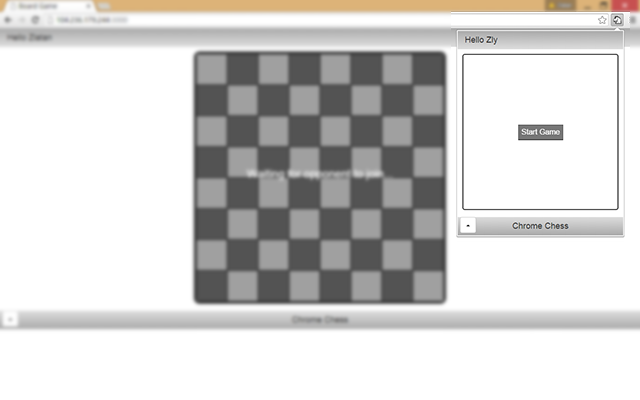 Board Game
Hello Zlatan
Hello Zly
Waiting for opponent to join...
Start Game
Chrome Chess
Chrome Chess